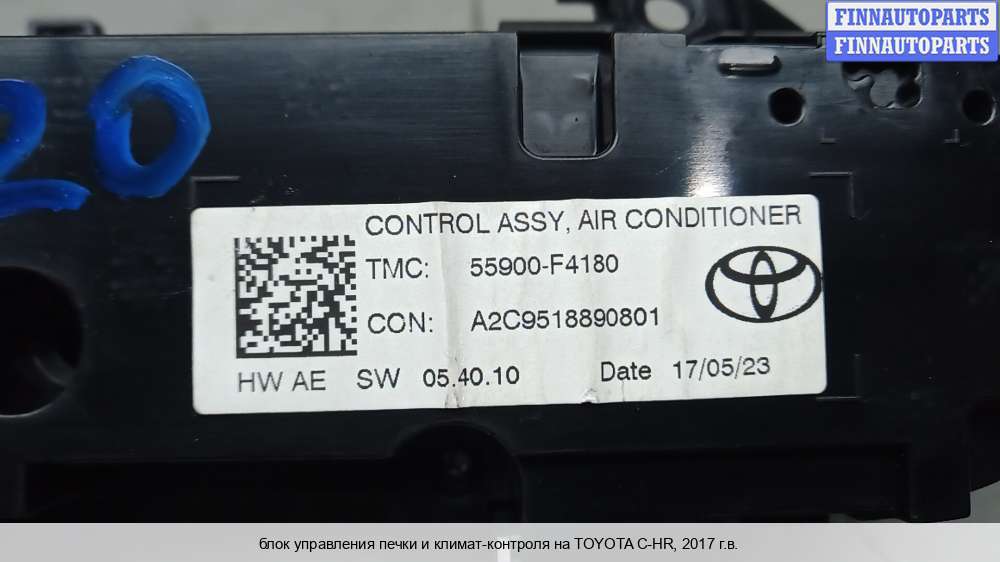 FINNAUTOPARTS
FINNAUTOPARTS
20
CONTROL ASSY, AIR CONDITIONER
TMC: 55900-F4180
CON: A2C9518890801
HW AE SW 05.40.10 Date 17/05/23
блок управления печки и климат-контроля на TOYOTA C-HR, 2017 г.в.